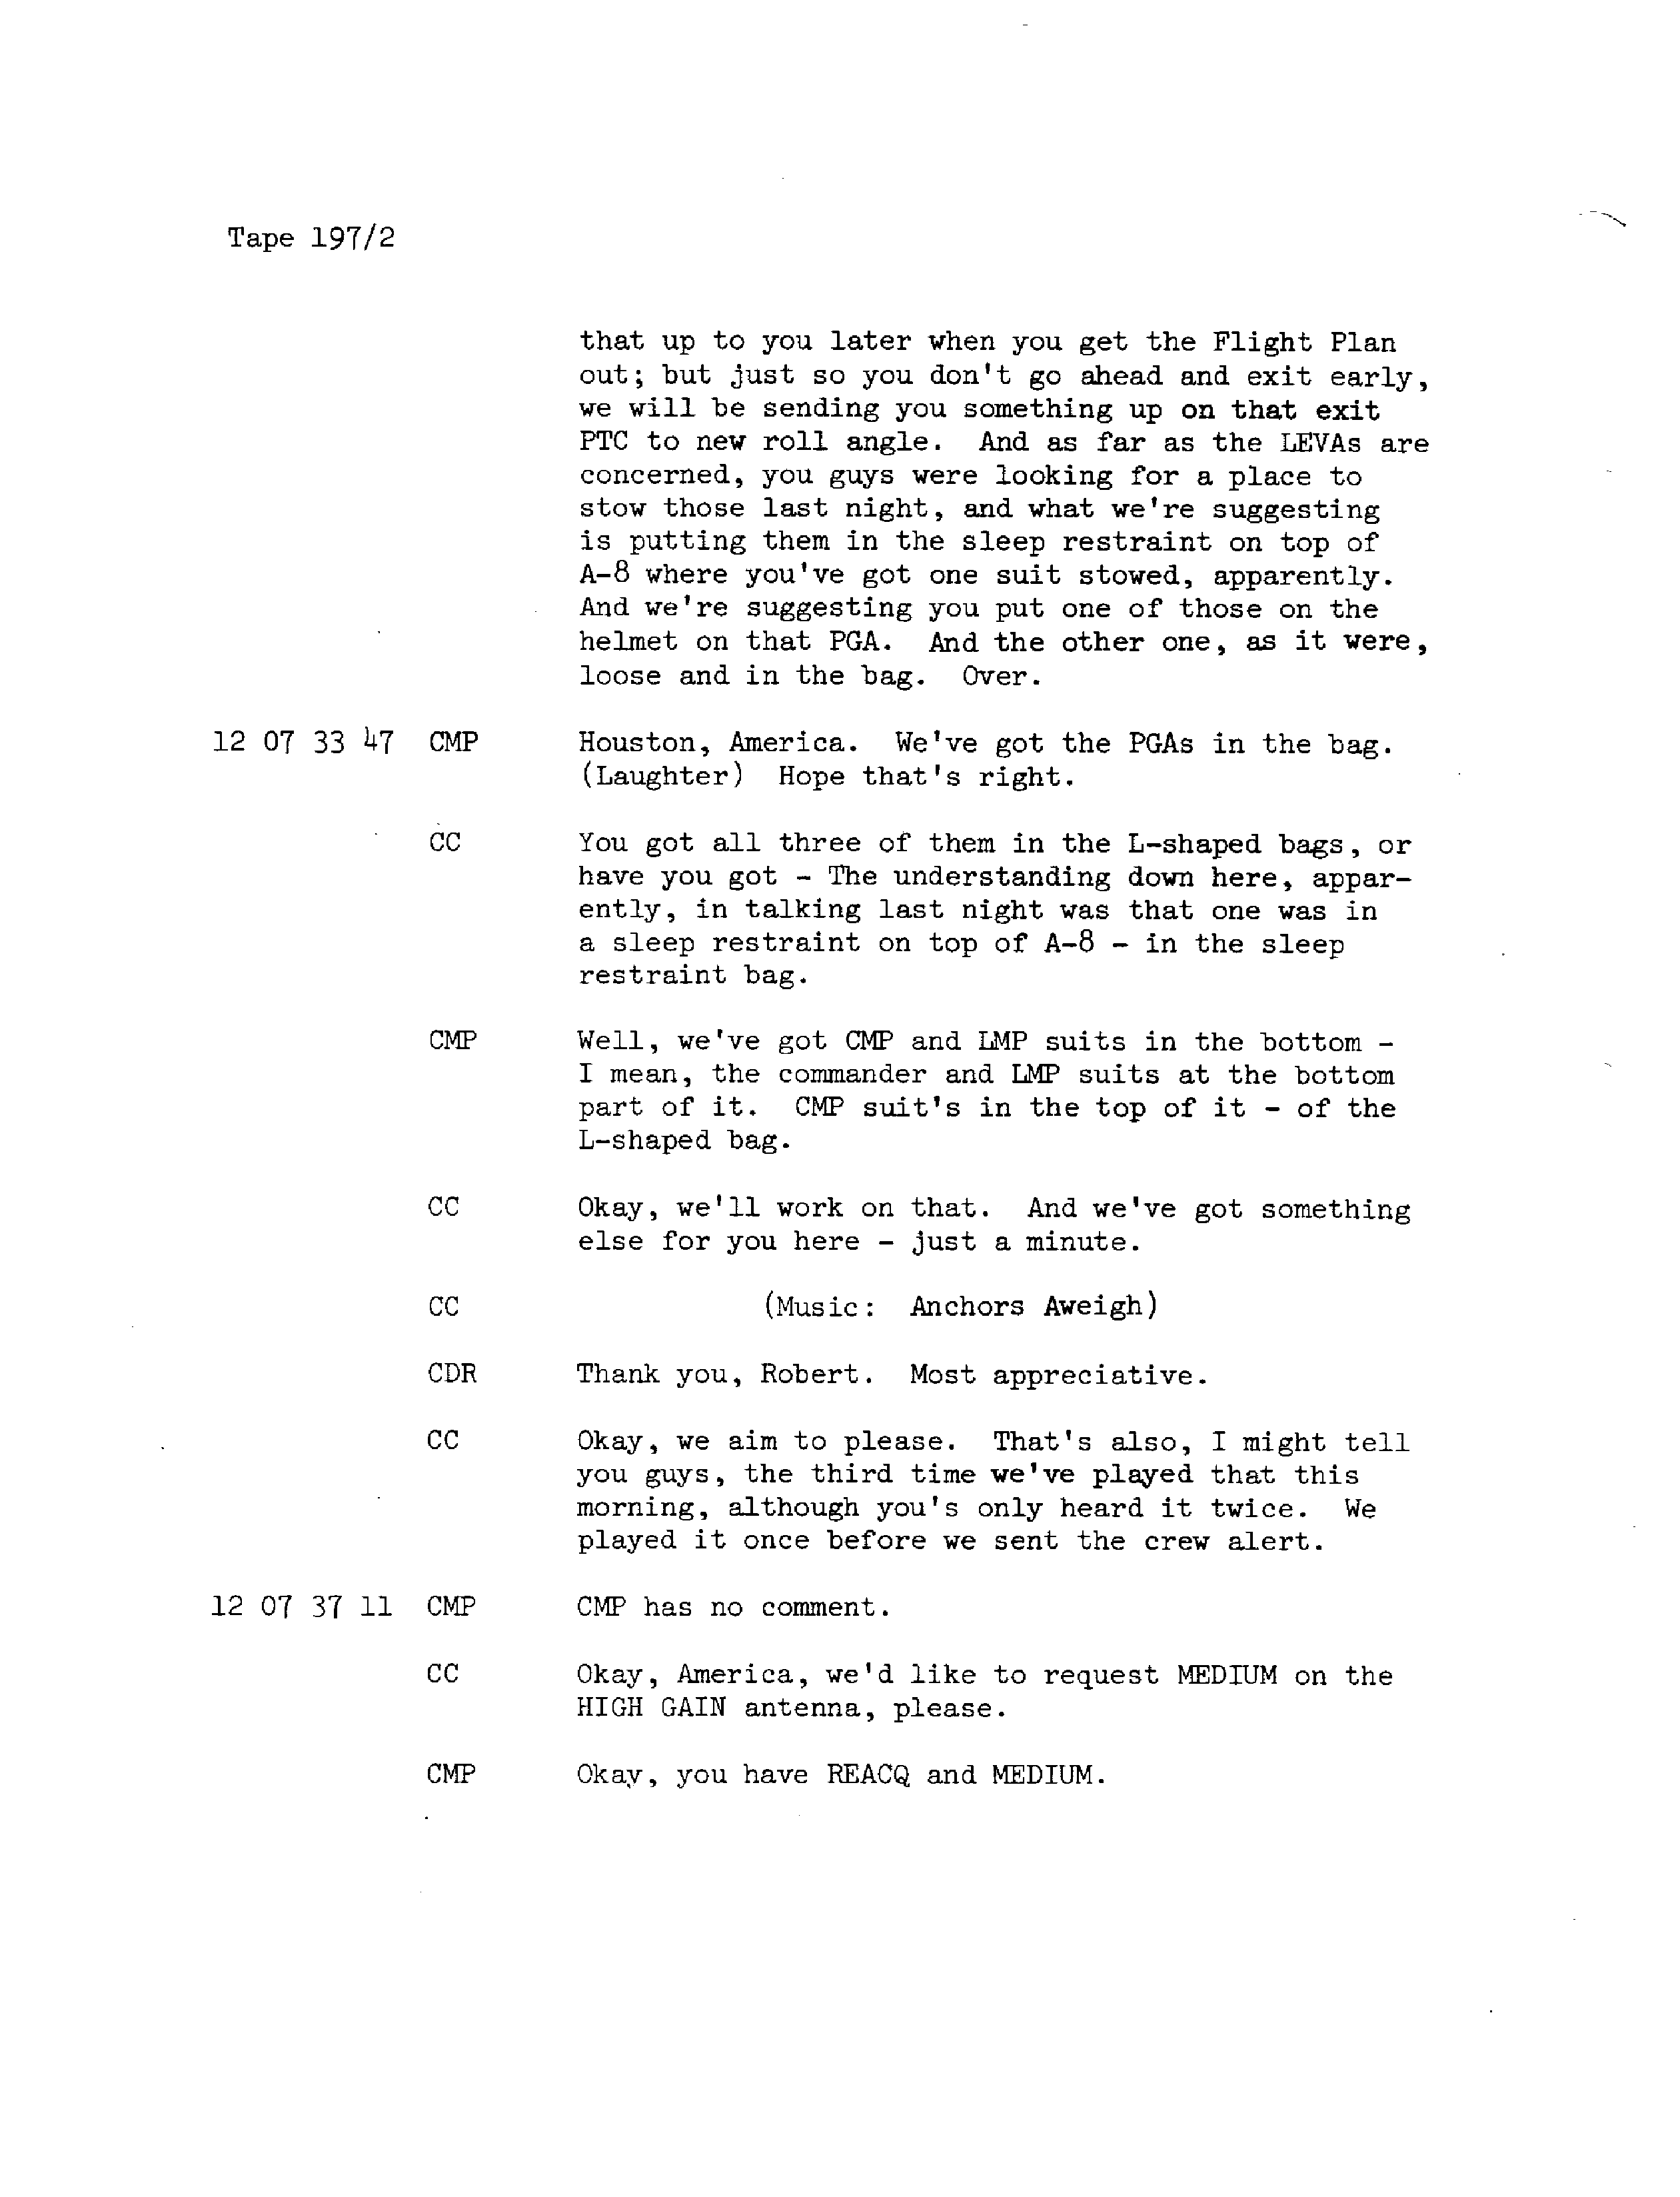 Tape 197/2
that up to you later when you get the Flight Plan
out; but just so you don't go ahead and exit early,
we will be sending you something up on that exit
PTC to new roll angle. And as far as the LEVAs are
concerned, you guys were looking for a place to
stow those last night, and what we're suggesting
is putting them in the sleep restraint on top of
A-8 where you've got one suit stowed, apparently.
And we're suggesting you put one of those on the
helmet on that PGA. And the other one, as it were,
loose and in the bag. Over.
12 07 33 47 CMP Houston, America. We've got the PGAs in the bag.
(Laughter) Hope that's right.
CC You got all three of them in the L-shaped bags, or
have you got - The understanding down here, appar-
ently, in talking last night was that one was in
a sleep restraint on top of A-8 - in the sleep
restraint bag.
CMP Well, we've got CMP and LMP suits in the bottom -
I mean, the commander and LMP suits at the bottom
part of it. CMP suit's in the top of it - of the
L-shaped bag.
CC Okay, we'll work on that. And we've got something
else for you here - just a minute.
CC (Music: Anchors Aweigh)
CDR Thank you, Robert. Most appreciative.
CC Okay, we aim to please. That's also, I might tell
you guys, the third time we've played that this
morning, although you's only heard it twice. We
played it once before we sent the crew alert.
12 07 37 11 CMP CMP has no comment.
CC Okay, America, we'd like to request MEDIUM on the
HIGH GAIN antenna, please.
CMP Okay, you have REACQ and MEDIUM.